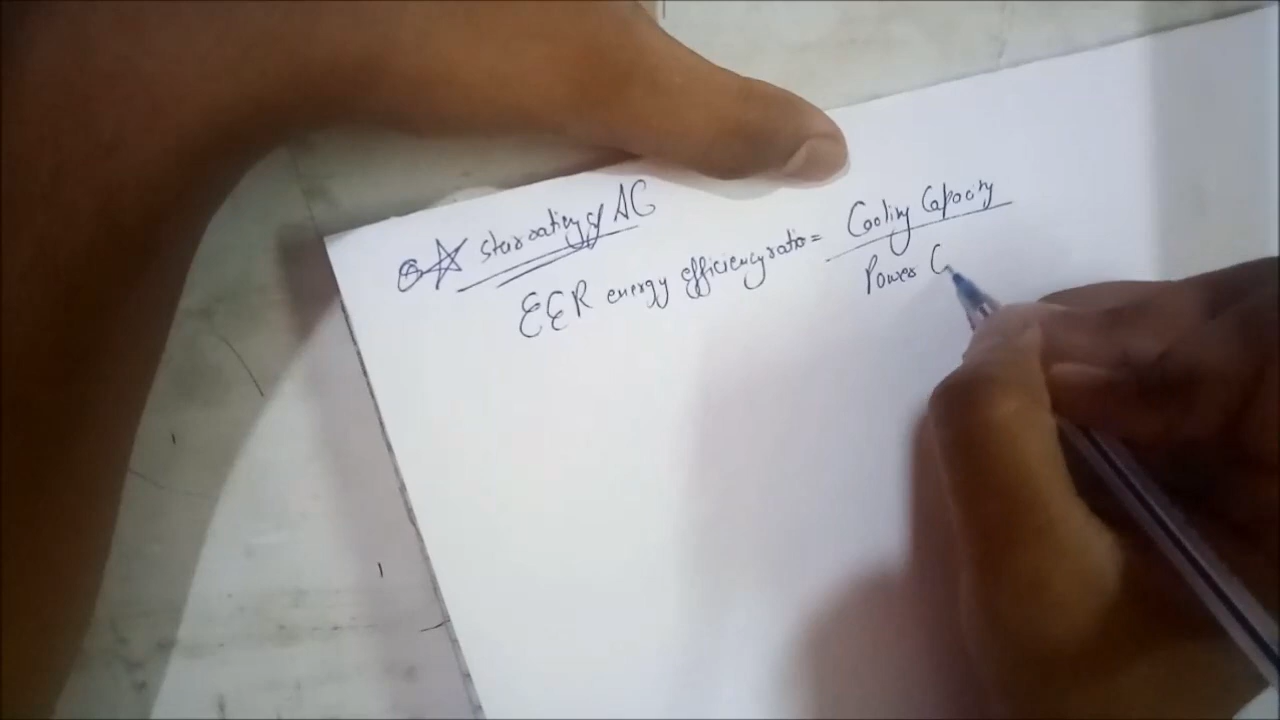 Star rating of AC
EER energy efficiency ratio = Cooling Capacity
Power C